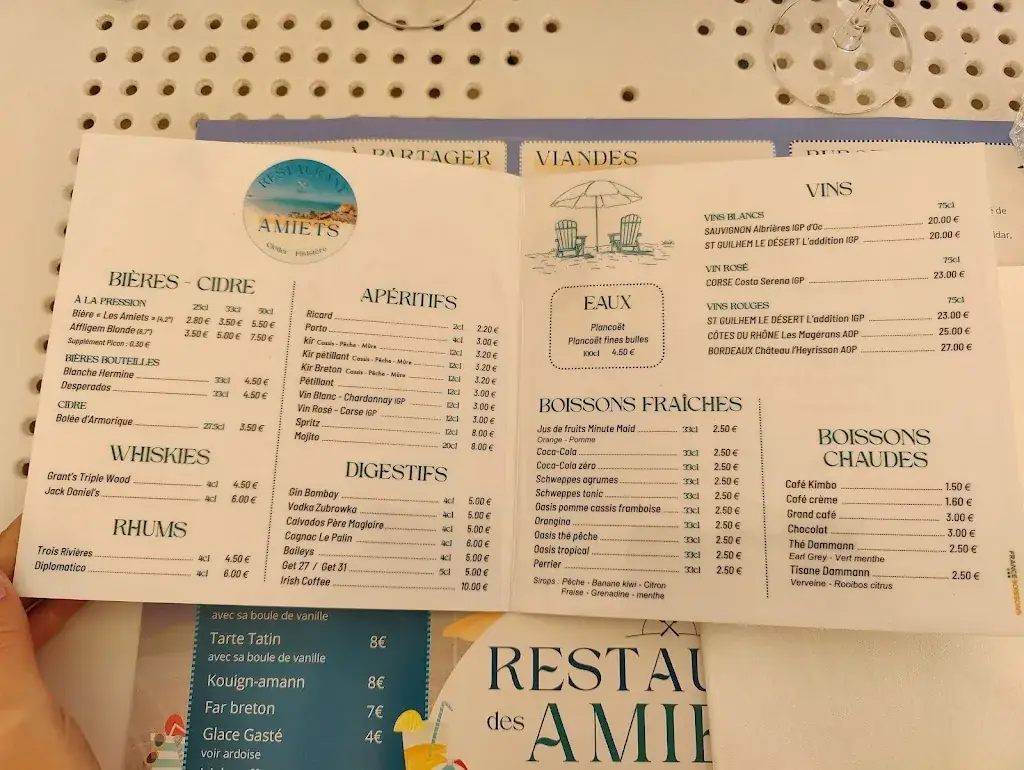 À PARTAGER
VIANDES
RESTAURANT
AMIETS
Cléder Finistère
BIÈRES - CIDRE
À LA PRESSION 25cl 33cl 50cl
Bière « Les Amiets » (4,2°) 2.80 € 3.50 € 5.50 €
Affligem Blonde (6,7°) 3.50 € 5.00 € 7.50 €
Supplément Picon : 0,30 €
BIÈRES BOUTEILLES
Blanche Hermine 33cl 4.50 €
Desperados 33cl 4.50 €
CIDRE
Bolée d'Armorique 27.5cl 3.50 €
WHISKIES
Grant's Triple Wood 4cl 4.50 €
Jack Daniel's 4cl 6.00 €
RHUMS
Trois Rivières 4cl 4.50 €
Diplomatico 4cl 6.00 €
APÉRITIFS
Ricard 2cl 2.20 €
Porto 4cl 3.00 €
kir Cassis - Pêche - Mûre 12cl 3.20 €
Kir pétillant Cassis - Pêche - Mûre 12cl 3.20 €
Kir Breton Cassis - Pêche - Mûre 12cl 3.20 €
Pétillant 12cl 3.00 €
Vin Blanc - Chardonnay IGP 12cl 3.00 €
Vin Rosé - Corse IGP 12cl 3.00 €
Spritz 12cl 8.00 €
Mojito 20cl 8.00 €
DIGESTIFS
Gin Bombay 4cl 5.00 €
Vodka Zubrowka 4cl 5.00 €
Calvados Père Magloire 4cl 5.00 €
Cognac Le Palin 4cl 6.00 €
Baileys 4cl 5.00 €
Get 27 / Get 31 5cl 5.00 €
Irish Coffee 10.00 €
EAUX
Plancoët
Plancoët fines bulles
100cl 4.50 €
VINS
VINS BLANCS 75cl
SAUVIGNON Albrières IGP d'Oc 20.00 €
ST GUILHEM LE DÉSERT L'addition IGP 20.00 €
VIN ROSÉ 75cl
CORSE Costa Serena IGP 23.00 €
VINS ROUGES 75cl
ST GUILHEM LE DÉSERT L'addition IGP 23.00 €
CÔTES DU RHÔNE Les Magérans AOP 25.00 €
BORDEAUX Château l'Heyrisson AOP 27.00 €
BOISSONS FRAÎCHES
Jus de fruits Minute Maid 33cl 2.50 €
Orange - Pomme
Coca-Cola 33cl 2.50 €
Coca-Cola zéro 33cl 2.50 €
Schweppes agrumes 33cl 2.50 €
Schweppes tonic 33cl 2.50 €
Oasis pomme cassis framboise 33cl 2.50 €
Orangina 33cl 2.50 €
Oasis thé pêche 33cl 2.50 €
Oasis tropical 33cl 2.50 €
Perrier 33cl 2.50 €
Sirops : Pêche - Banane kiwi - Citron
Fraise - Grenadine - menthe
BOISSONS
CHAUDES
Café Kimbo 1.50 €
Café crème 1.60 €
Grand café 3.00 €
Chocolat 3.00 €
Thé Dammann 2.50 €
Earl Grey - Vert menthe
Tisane Dammann 2.50 €
Verveine - Rooibos citrus
FRANCE BOISSONS
de
avec sa boule de vanille
Tarte Tatin 8€
avec sa boule de vanille
Kouign-amann 8€
Far breton 7€
Glace Gasté 4€
voir ardoise
RESTAU
des
AMI